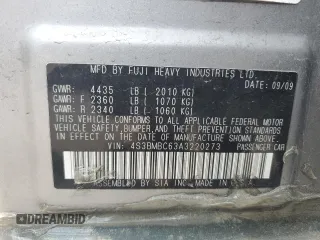 MFD BY FUJI HEAVY INDUSTRIES LTD.
DATE: 09/09
GVWR: 4435 LB ( 2010 KG)
GAWR: F 2360 LB ( 1070 KG)
GAWR: R 2340 LB ( 1060 KG)
THIS VEHICLE CONFORMS TO ALL APPLICABLE FEDERAL MOTOR
VEHICLE SAFETY, BUMPER, AND THEFT PREVENTION STANDARDS IN
EFFECT ON THE DATE OF MANUFACTURE SHOWN ABOVE.
VIN: 4S3BMBC63A3220273 PASSENGER CAR
ASSEMBLED BY SIA INC. MADE IN U.S.A.